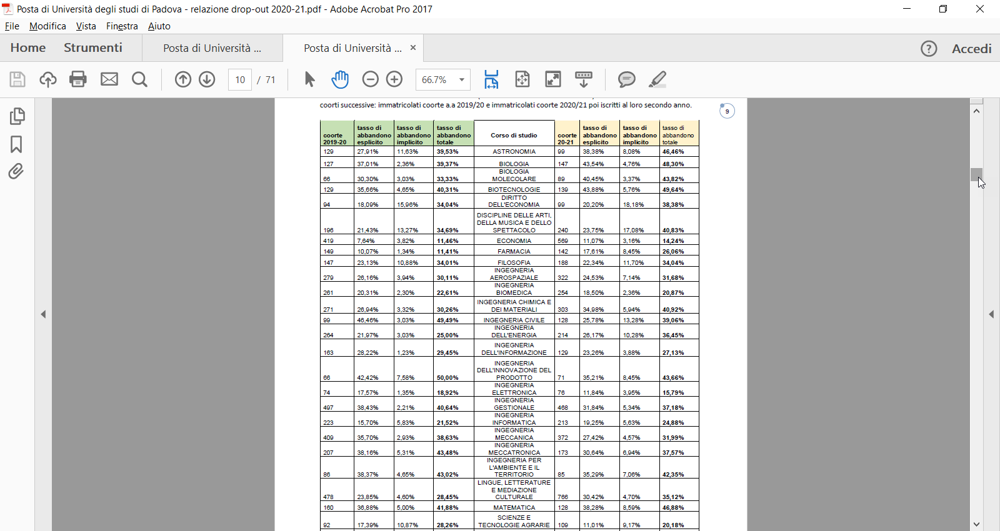 Posta di Università degli studi di Padova - relazione drop-out 2020-21.pdf - Adobe Acrobat Pro 2017
File Modifica Vista Finestra Aiuto
Home Strumenti Posta di Università ... Posta di Università ... × ? Accedi
10 / 71 66.7%
coorti successive: immatricolati coorte a.a 2019/20 e immatricolati coorte 2020/21 poi iscritti al loro secondo anno.
9
coorte 2019-20 tasso di abbandono esplicito tasso di abbandono implicito tasso di abbandono totale Corso di studio coorte 20-21 tasso di abbandono esplicito tasso di abbandono implicito tasso di abbandono totale
129 27,91% 11,63% 39,53% ASTRONOMIA 99 38,38% 8,08% 46,46%
127 37,01% 2,36% 39,37% BIOLOGIA 147 43,54% 4,76% 48,30%
66 30,30% 3,03% 33,33% BIOLOGIA MOLECOLARE 89 40,45% 3,37% 43,82%
129 35,66% 4,65% 40,31% BIOTECNOLOGIE 139 43,88% 5,76% 49,64%
94 18,09% 15,96% 34,04% DIRITTO DELL'ECONOMIA 99 20,20% 18,18% 38,38%
196 21,43% 13,27% 34,69% DISCIPLINE DELLE ARTI, DELLA MUSICA E DELLO SPETTACOLO 240 23,75% 17,08% 40,83%
419 7,64% 3,82% 11,46% ECONOMIA 569 11,07% 3,16% 14,24%
149 10,07% 1,34% 11,41% FARMACIA 142 17,61% 8,45% 26,06%
147 23,13% 10,88% 34,01% FILOSOFIA 188 22,34% 11,70% 34,04%
279 26,16% 3,94% 30,11% INGEGNERIA AEROSPAZIALE 322 24,53% 7,14% 31,68%
261 20,31% 2,30% 22,61% INGEGNERIA BIOMEDICA 254 18,50% 2,36% 20,87%
271 26,94% 3,32% 30,26% INGEGNERIA CHIMICA E DEI MATERIALI 303 34,98% 5,94% 40,92%
99 46,46% 3,03% 49,49% INGEGNERIA CIVILE 128 25,78% 13,28% 39,06%
264 21,97% 3,03% 25,00% INGEGNERIA DELL'ENERGIA 214 26,17% 10,28% 36,45%
163 28,22% 1,23% 29,45% INGEGNERIA DELL'INFORMAZIONE 129 23,26% 3,88% 27,13%
66 42,42% 7,58% 50,00% INGEGNERIA DELL'INNOVAZIONE DEL PRODOTTO 71 35,21% 8,45% 43,66%
74 17,57% 1,35% 18,92% INGEGNERIA ELETTRONICA 76 11,84% 3,95% 15,79%
497 38,43% 2,21% 40,64% INGEGNERIA GESTIONALE 468 31,84% 5,34% 37,18%
223 15,70% 5,83% 21,52% INGEGNERIA INFORMATICA 213 19,25% 5,63% 24,88%
409 35,70% 2,93% 38,63% INGEGNERIA MECCANICA 372 27,42% 4,57% 31,99%
207 38,16% 5,31% 43,48% INGEGNERIA MECCATRONICA 173 30,64% 6,94% 37,57%
86 38,37% 4,65% 43,02% INGEGNERIA PER L'AMBIENTE E IL TERRITORIO 85 35,29% 7,06% 42,35%
478 23,85% 4,60% 28,45% LINGUE, LETTERATURE E MEDIAZIONE CULTURALE 766 30,42% 4,70% 35,12%
160 36,88% 5,00% 41,88% MATEMATICA 128 38,28% 8,59% 46,88%
92 17,39% 10,87% 28,26% SCIENZE E TECNOLOGIE AGRARIE 109 11,01% 9,17% 20,18%